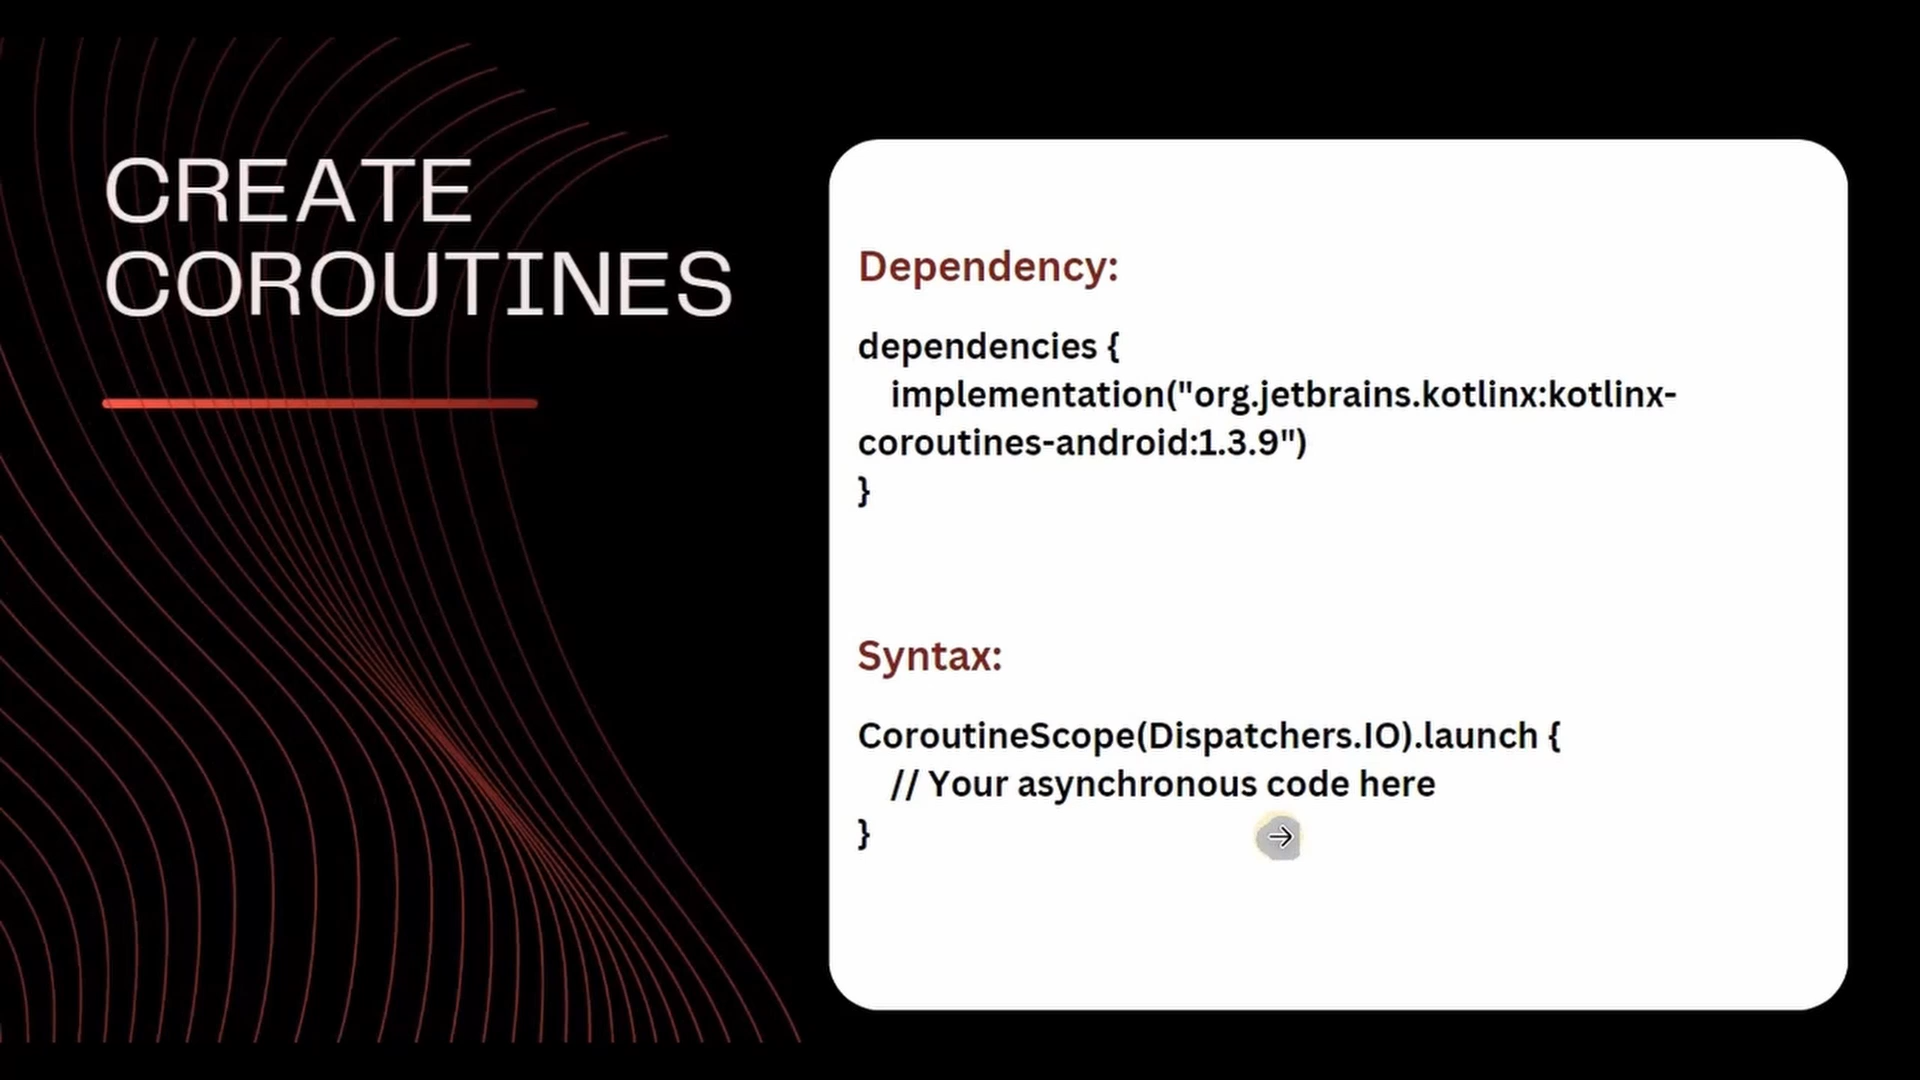 CREATE
COROUTINES
Dependency:
dependencies {
implementation("org.jetbrains.kotlinx:kotlinx-
coroutines-android:1.3.9")
}
Syntax:
CoroutineScope(Dispatchers.IO).launch {
// Your asynchronous code here
}